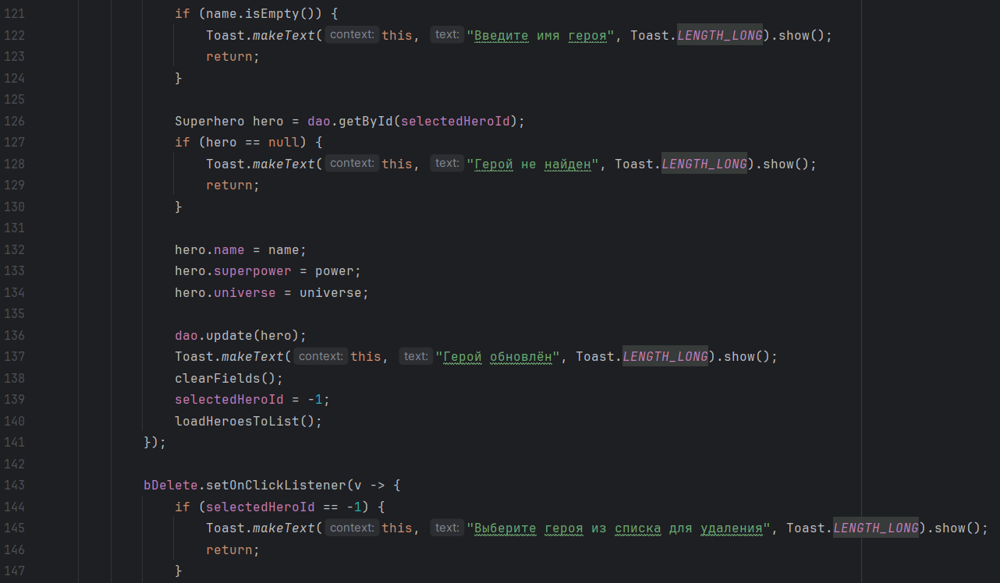 121 if (name.isEmpty()) {
122 Toast.makeText( context: this, text: "Введите имя героя", Toast.LENGTH_LONG).show();
123 return;
124 }
125
126 Superhero hero = dao.getById(selectedHeroId);
127 if (hero == null) {
128 Toast.makeText( context: this, text: "Герой не найден", Toast.LENGTH_LONG).show();
129 return;
130 }
131
132 hero.name = name;
133 hero.superpower = power;
134 hero.universe = universe;
135
136 dao.update(hero);
137 Toast.makeText( context: this, text: "Герой обновлён", Toast.LENGTH_LONG).show();
138 clearFields();
139 selectedHeroId = -1;
140 loadHeroesToList();
141 });
142
143 bDelete.setOnClickListener(v -> {
144 if (selectedHeroId == -1) {
145 Toast.makeText( context: this, text: "Выберите героя из списка для удаления", Toast.LENGTH_LONG).show();
146 return;
147 }